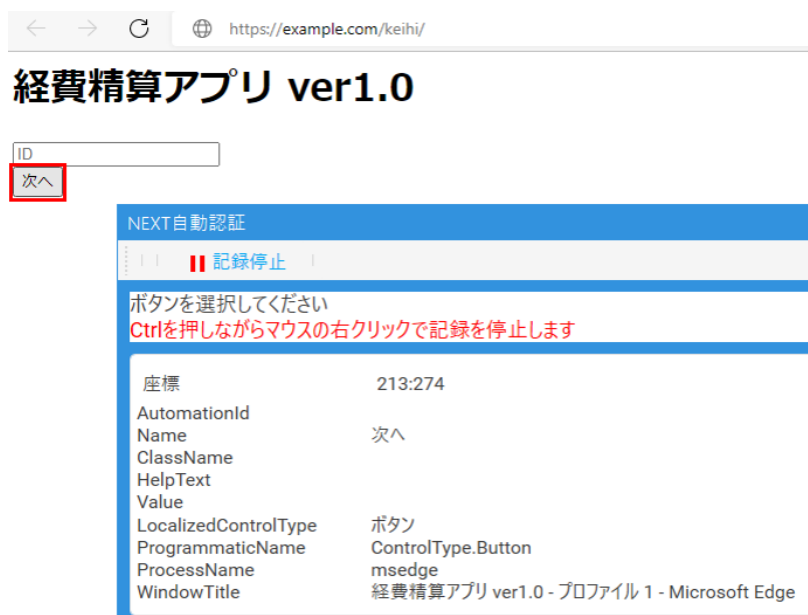 https://example.com/keihi/
経費精算アプリ ver1.0
ID
次へ
NEXT自動認証
記録停止
ボタンを選択してください
Ctrlを押しながらマウスの右クリックで記録を停止します
座標 213:274
AutomationId
Name 次へ
ClassName
HelpText
Value
LocalizedControlType ボタン
ProgrammaticName ControlType.Button
ProcessName msedge
WindowTitle 経費精算アプリ ver1.0 - プロファイル 1 - Microsoft Edge